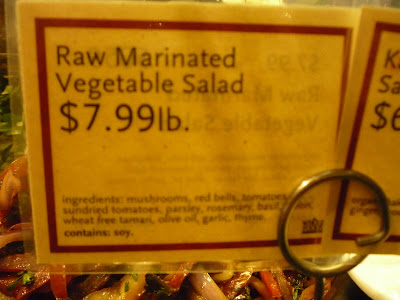 Raw Marinated
Vegetable Salad
$7.99lb.
ingredients: mushrooms, red bells, tomatoes,
sundried tomatoes, parsley, rosemary, basil,
wheat free tamari, olive oil, garlic, thyme.
contains: soy.